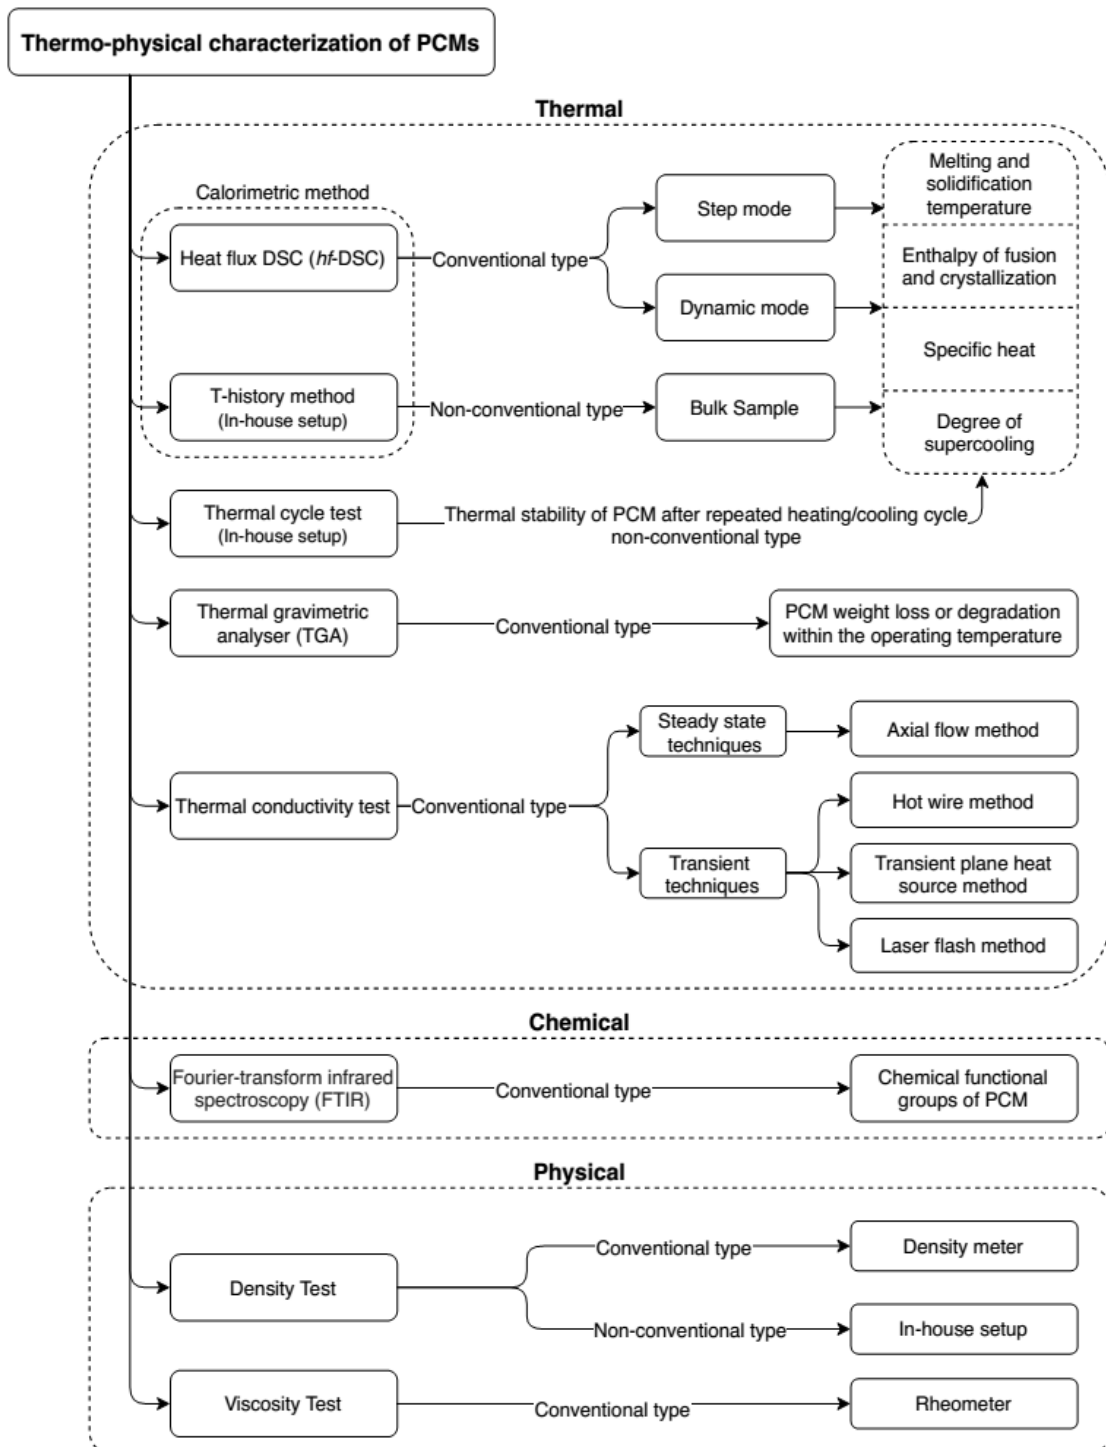 Thermo-physical characterization of PCMs
Thermal
Calorimetric method
Heat flux DSC (hf-DSC)
Conventional type
Step mode
Dynamic mode
Melting and
solidification
temperature
Enthalpy of fusion
and crystallization
Specific heat
Degree of
supercooling
T-history method
(In-house setup)
Non-conventional type
Bulk Sample
Thermal cycle test
(In-house setup)
Thermal stability of PCM after repeated heating/cooling cycle
non-conventional type
Thermal gravimetric
analyser (TGA)
Conventional type
PCM weight loss or degradation
within the operating temperature
Thermal conductivity test
Conventional type
Steady state
techniques
Axial flow method
Transient
techniques
Hot wire method
Transient plane heat
source method
Laser flash method
Chemical
Fourier-transform infrared
spectroscopy (FTIR)
Conventional type
Chemical functional
groups of PCM
Physical
Density Test
Conventional type
Density meter
Non-conventional type
In-house setup
Viscosity Test
Conventional type
Rheometer